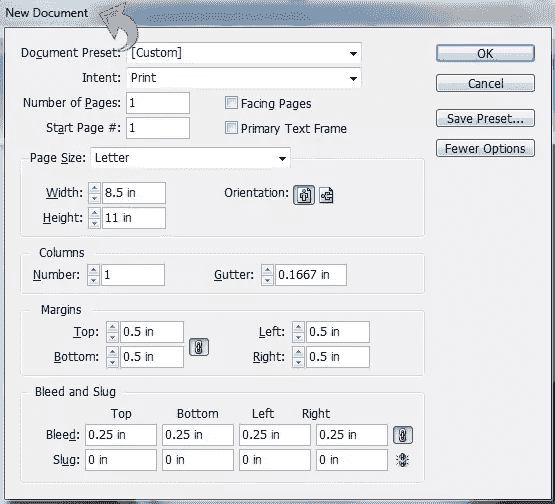 New Document
Document Preset: [Custom] OK
Intent: Print Cancel
Number of Pages: 1 Facing Pages
Start Page #: 1 Primary Text Frame Save Preset...
Page Size: Letter Fewer Options
Width: 8.5 in Orientation:
Height: 11 in
Columns
Number: 1 Gutter: 0.1667 in
Margins
Top: 0.5 in Left: 0.5 in
Bottom: 0.5 in Right: 0.5 in
Bleed and Slug
Top Bottom Left Right
Bleed: 0.25 in 0.25 in 0.25 in 0.25 in
Slug: 0 in 0 in 0 in 0 in